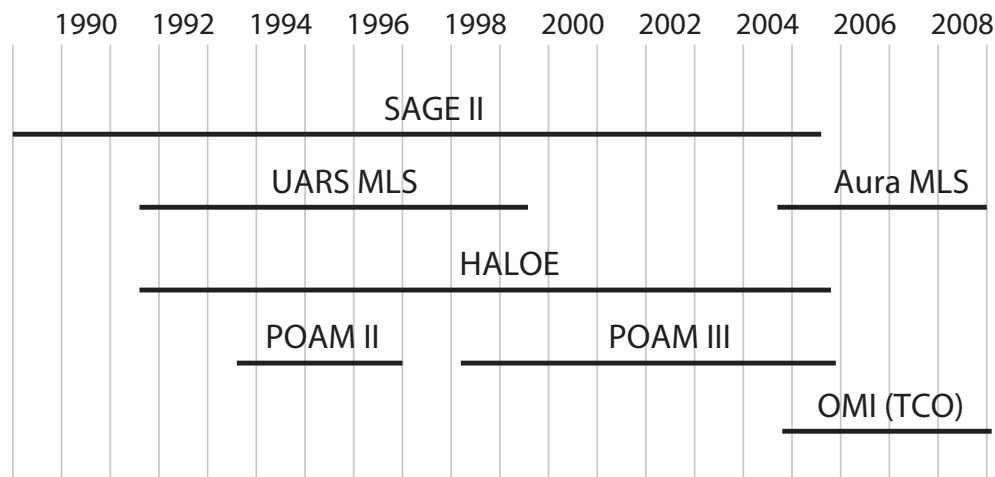 1990 1992 1994 1996 1998 2000 2002 2004 2006 2008
SAGE II
UARS MLS Aura MLS
HALOE
POAM II POAM III
OMI (TCO)